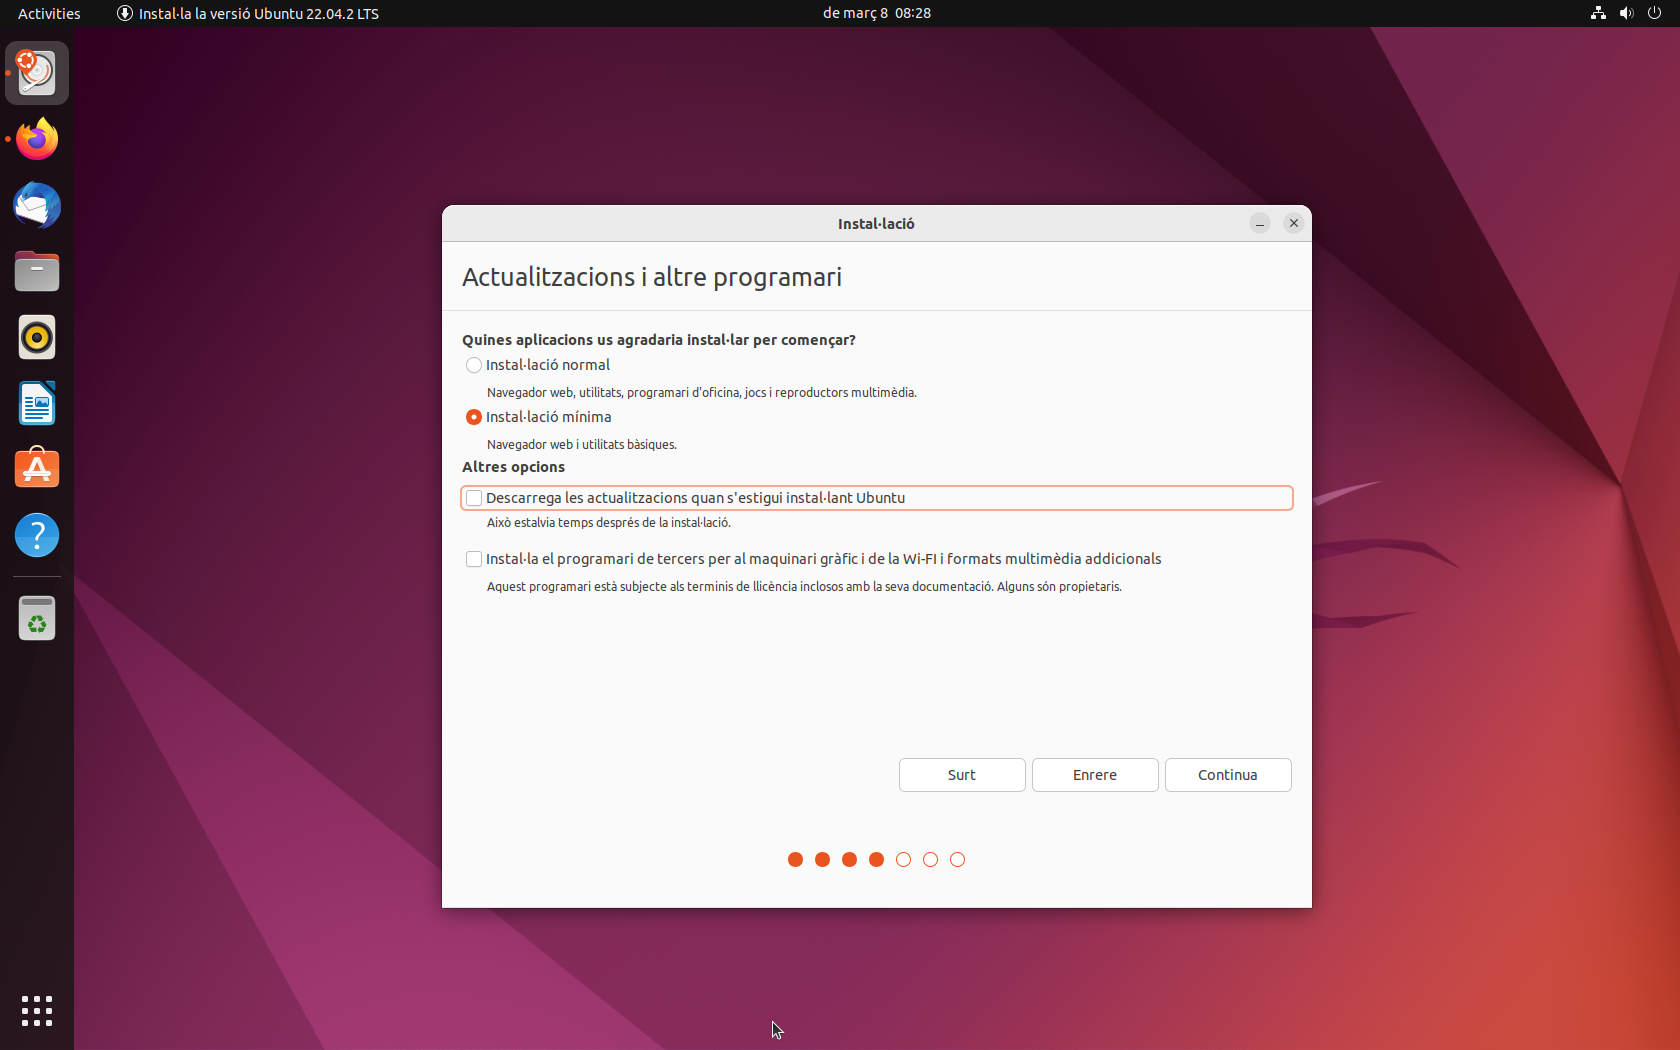 Activities
Instal·la la versió Ubuntu 22.04.2 LTS
de març 8 08:28
Instal·lació
Actualitzacions i altre programari
Quines aplicacions us agradaria instal·lar per començar?
Instal·lació normal
Navegador web, utilitats, programari d'oficina, jocs i reproductors multimèdia.
Instal·lació mínima
Navegador web i utilitats bàsiques.
Altres opcions
Descarrega les actualitzacions quan s'estigui instal·lant Ubuntu
Això estalvia temps després de la instal·lació.
Instal·la el programari de tercers per al maquinari gràfic i de la Wi-FI i formats multimèdia addicionals
Aquest programari està subjecte als terminis de llicència inclosos amb la seva documentació. Alguns són propietaris.
Surt
Enrere
Continua